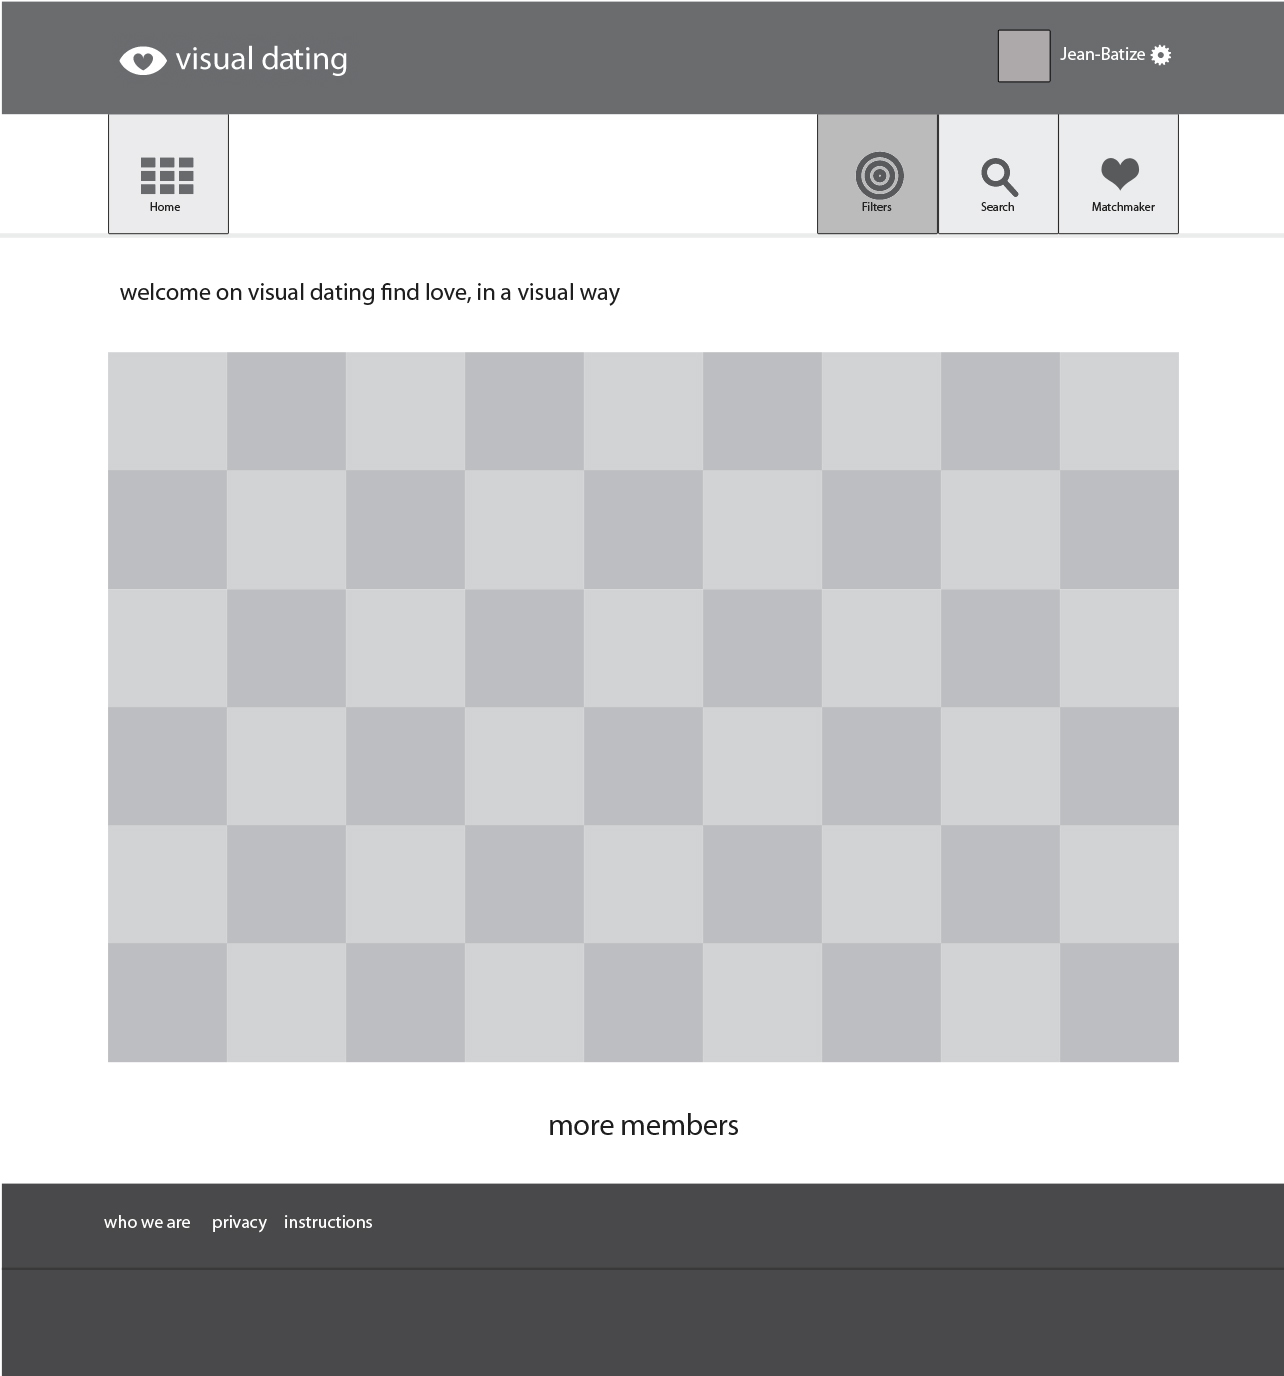 visual dating
Jean-Batize
Home
Filters
Search
Matchmaker
welcome on visual dating find love, in a visual way
more members
who we are privacy instructions